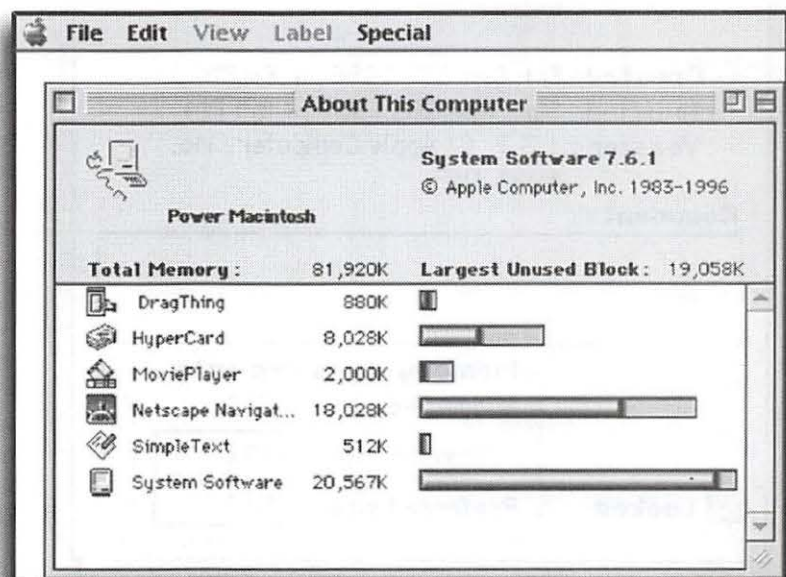 File Edit View Label Special
About This Computer
System Software 7.6.1
© Apple Computer, Inc. 1983-1996
Power Macintosh
Total Memory: 81,920K Largest Unused Block: 19,058K
DragThing 880K
HyperCard 8,028K
MoviePlayer 2,000K
Netscape Navigat... 18,028K
SimpleText 512K
System Software 20,567K